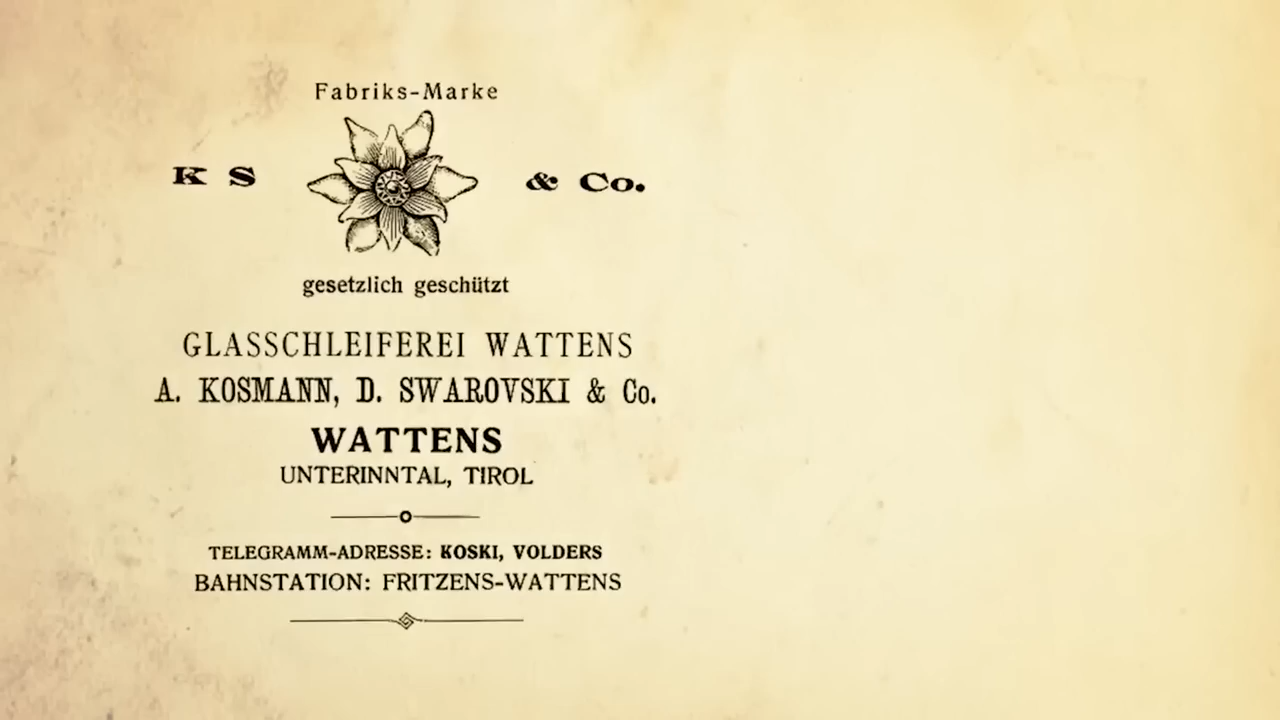 Fabriks-Marke
K S & Co.
gesetzlich geschützt
GLASSCHLEIFEREI WATTENS
A. KOSMANN, D. SWAROVSKI & Co.
WATTENS
UNTERINNTAL, TIROL
TELEGRAMM-ADRESSE: KOSKI, VOLDERS
BAHNSTATION: FRITZENS-WATTENS